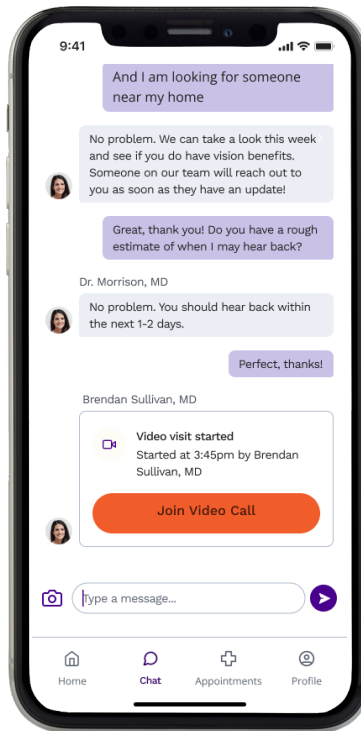 9:41
And I am looking for someone
near my home
No problem. We can take a look this week
and see if you do have vision benefits.
Someone on our team will reach out to
you as soon as they have an update!
Great, thank you! Do you have a rough
estimate of when I may hear back?
Dr. Morrison, MD
No problem. You should hear back within
the next 1-2 days.
Perfect, thanks!
Brendan Sullivan, MD
Video visit started
Started at 3:45pm by Brendan
Sullivan, MD
Join Video Call
Type a message...
Home
Chat
Appointments
Profile